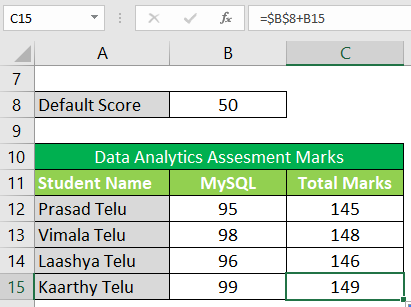 C15 fx =$B$8+B15
A B C
7
8 Default Score 50
9
10 Data Analytics Assesment Marks
11 Student Name MySQL Total Marks
12 Prasad Telu 95 145
13 Vimala Telu 98 148
14 Laashya Telu 96 146
15 Kaarthy Telu 99 149